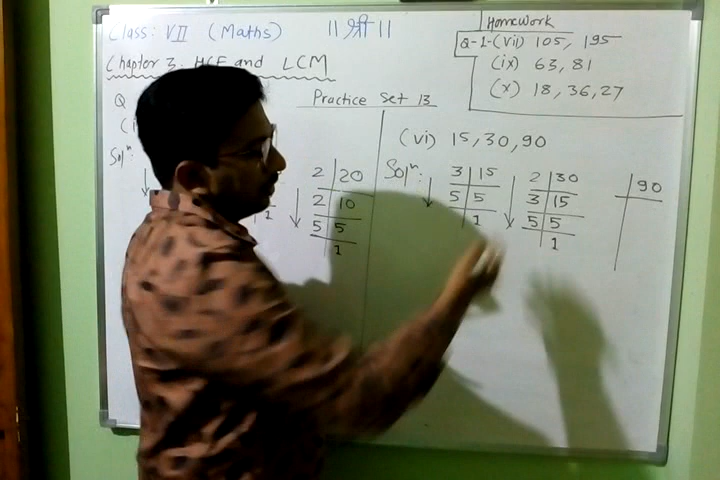 Class: VII (Maths) || श्री ||
Chapter 3. HCF and LCM
Practice Set 13
Homework
Q-1-(vii) 105, 195
(ix) 63, 81
(x) 18, 36, 27
Q
(i
Solⁿ:
2 20
2 10
5 5
1
(vi) 15, 30, 90
Solⁿ:
3 15
5 5
1
2 30
3 15
5 5
1
90